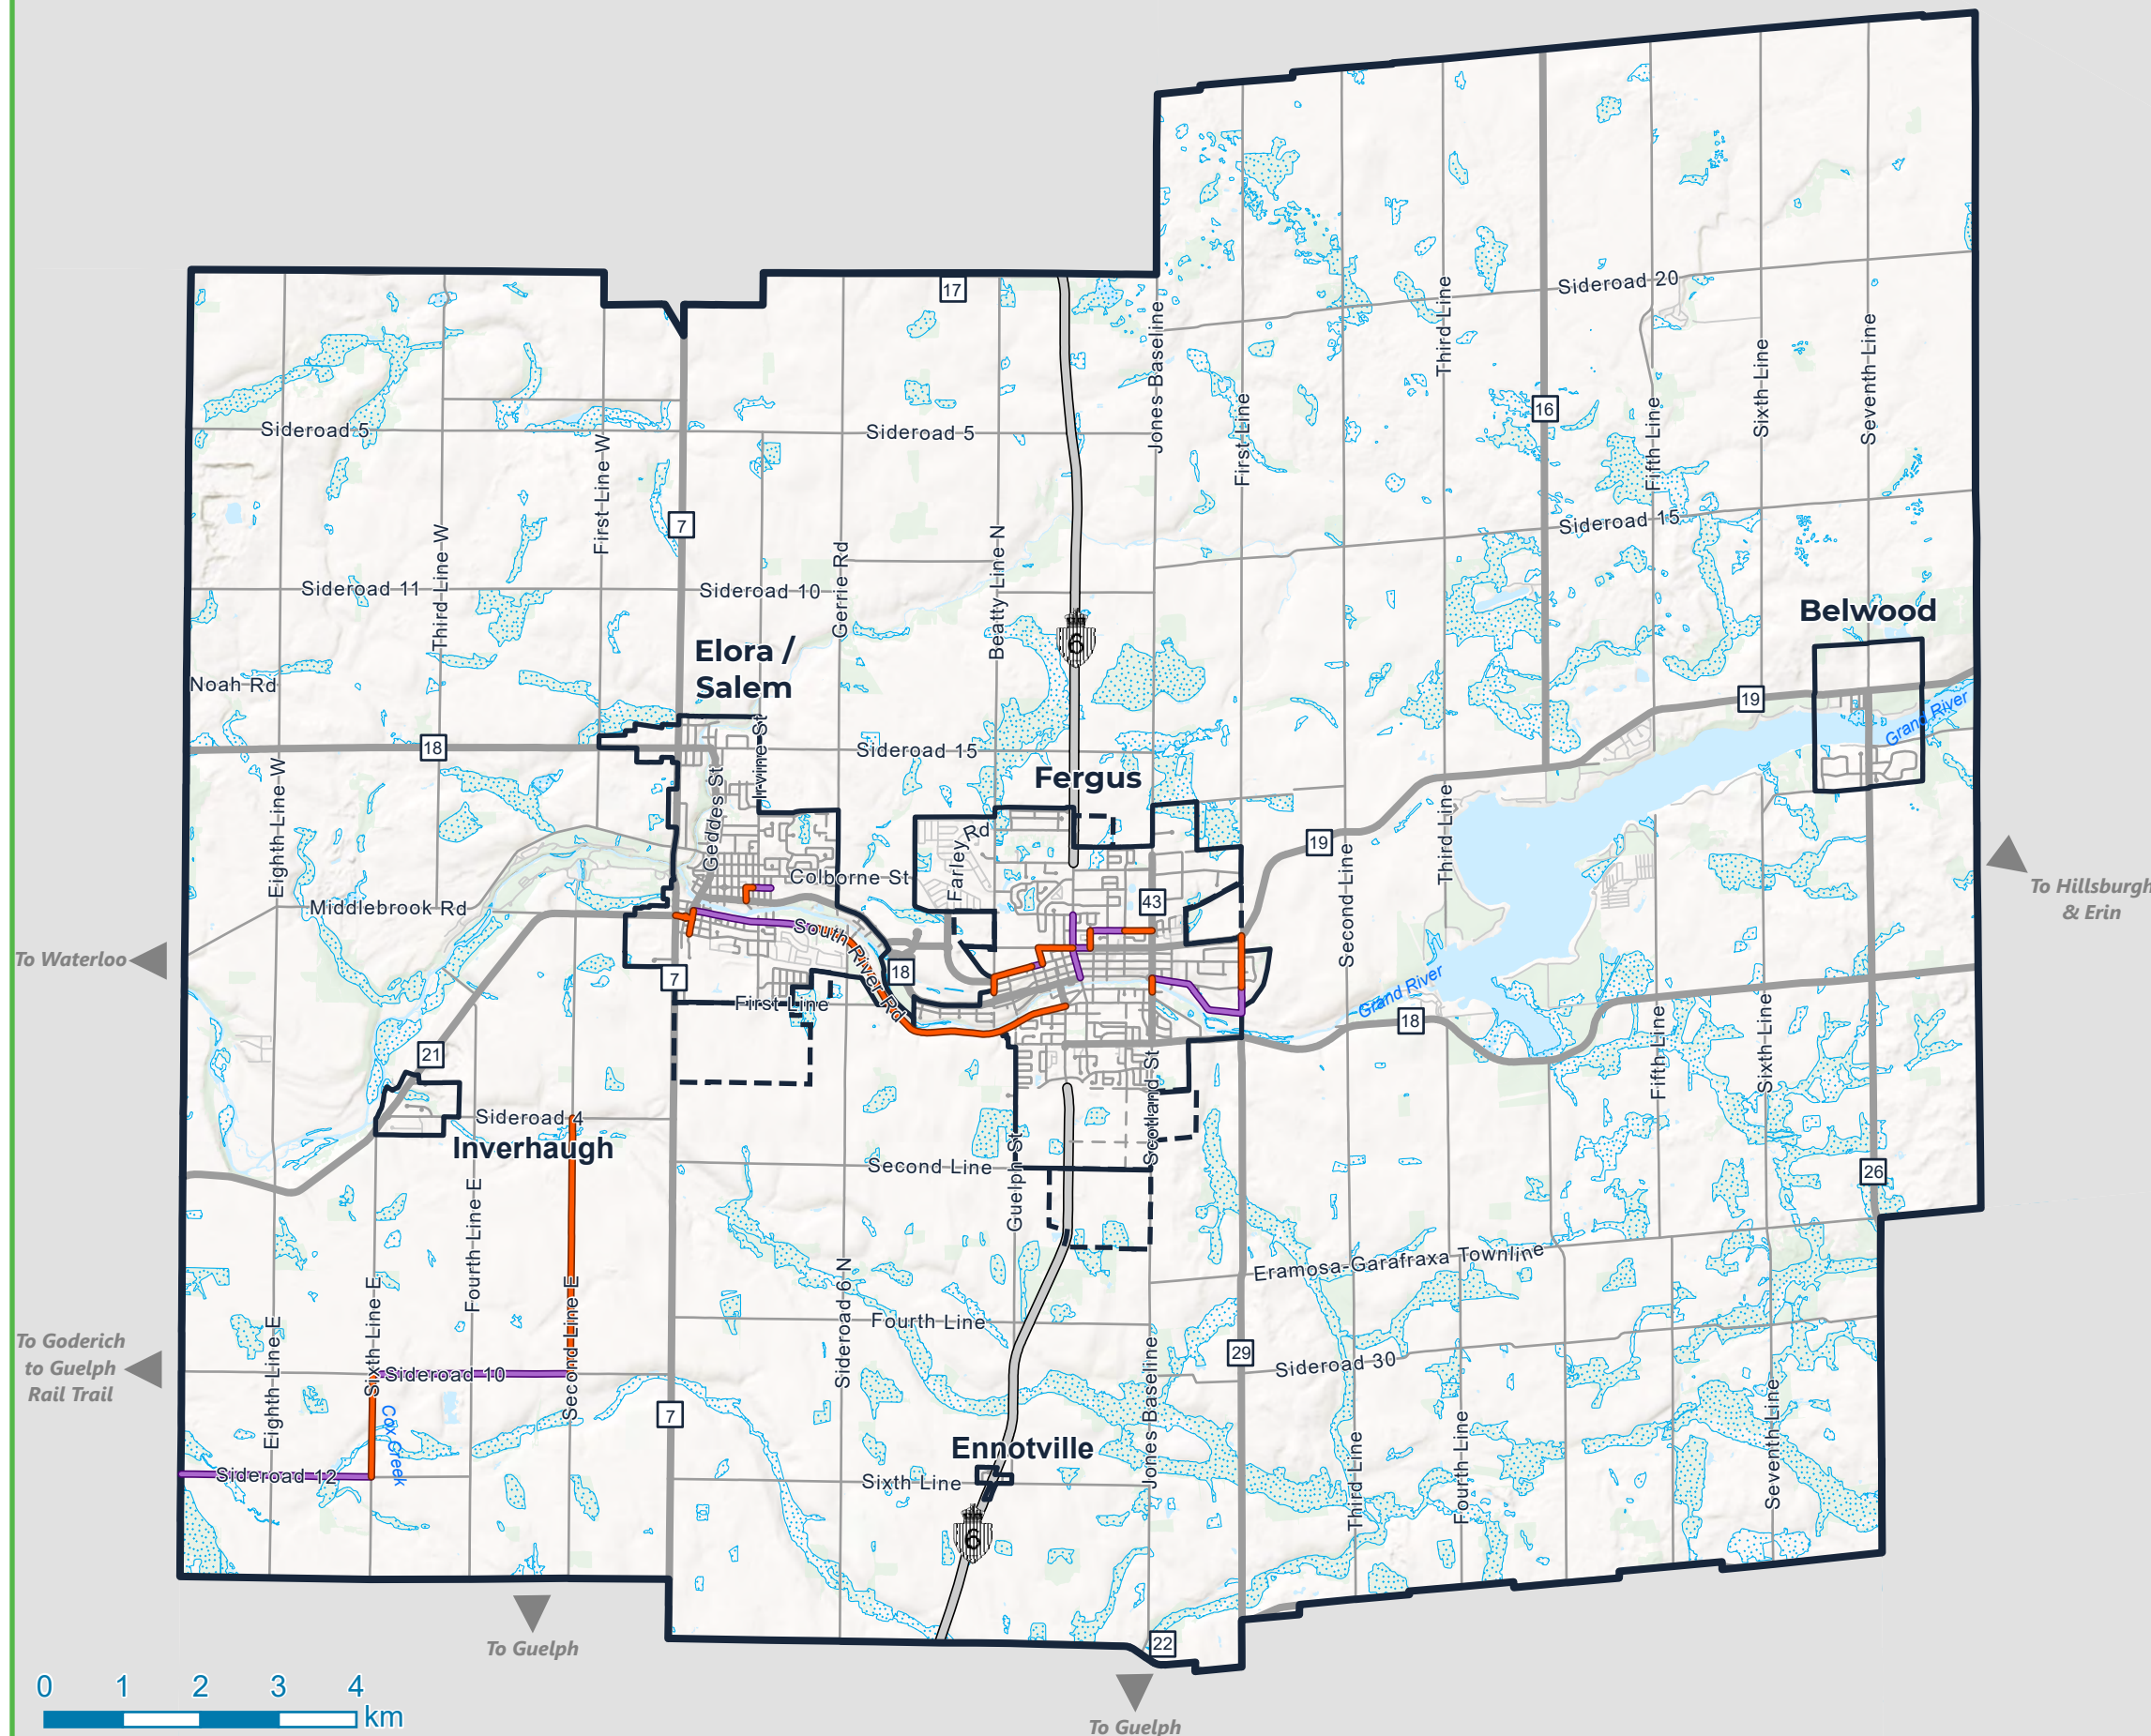 17
Sideroad 20
Third Line
Jones Baseline
Sixth Line
Seventh Line
16
First Line
Fifth Line
Sideroad 5
Sideroad 5
First Line W
7
Sideroad 15
Third Line W
Beatty Line N
Gerrie Rd
Sideroad 11
Sideroad 10
Belwood
6
Elora /
Salem
Noah Rd
19
Grand River
18
Irvine St
Sideroad 15
Fergus
Geddes St
Eighth Line W
Third Line
Farley Rd
19
Second Line
To Hillsburgh
& Erin
Colborne St
43
Middlebrook Rd
South River Rd
To Waterloo
7
18
Grand River
First Line
18
21
Fifth Line
Sixth Line
Scotland St
Sideroad 4
Inverhaugh
Second Line
Guelph St
26
Fourth Line E
Eramosa-Garafraxa Townline
Second Line E
Sixth Line E
Sideroad 6 N
Fourth Line
Eighth Line E
To Goderich
to Guelph
Rail Trail
Sideroad 10
29
Sideroad 30
Jones Baseline
7
Cox Creek
Third Line
Fourth Line
Seventh Line
Ennotville
Sideroad 12
Sixth Line
6
To Guelph
22
To Guelph
0 1 2 3 4
km